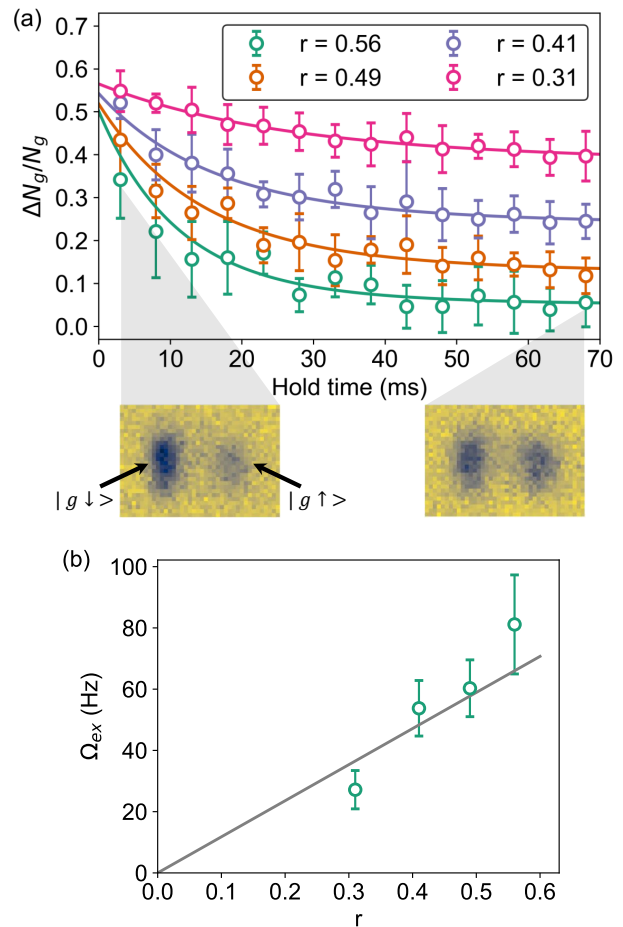 (a)
0.7
0.6
0.5
0.4
0.3
0.2
0.1
0.0
ΔN_g/N_g
r = 0.56
r = 0.41
r = 0.49
r = 0.31
0 10 20 30 40 50 60 70
Hold time (ms)
| g ↓ >
| g ↑ >
(b)
100
80
60
40
20
0
Ω_ex (Hz)
0.0 0.1 0.2 0.3 0.4 0.5 0.6
r